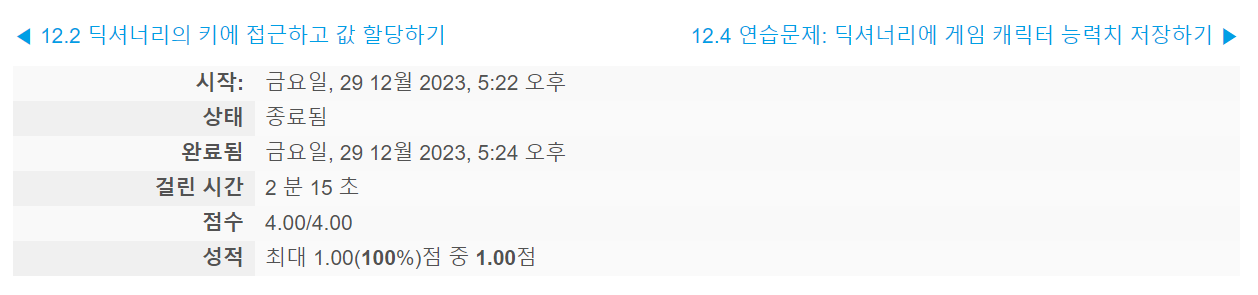 ◀ 12.2 딕셔너리의 키에 접근하고 값 할당하기
12.4 연습문제: 딕셔너리에 게임 캐릭터 능력치 저장하기 ▶
시작: 금요일, 29 12월 2023, 5:22 오후
상태 종료됨
완료됨 금요일, 29 12월 2023, 5:24 오후
걸린 시간 2 분 15 초
점수 4.00/4.00
성적 최대 1.00(100%)점 중 1.00점